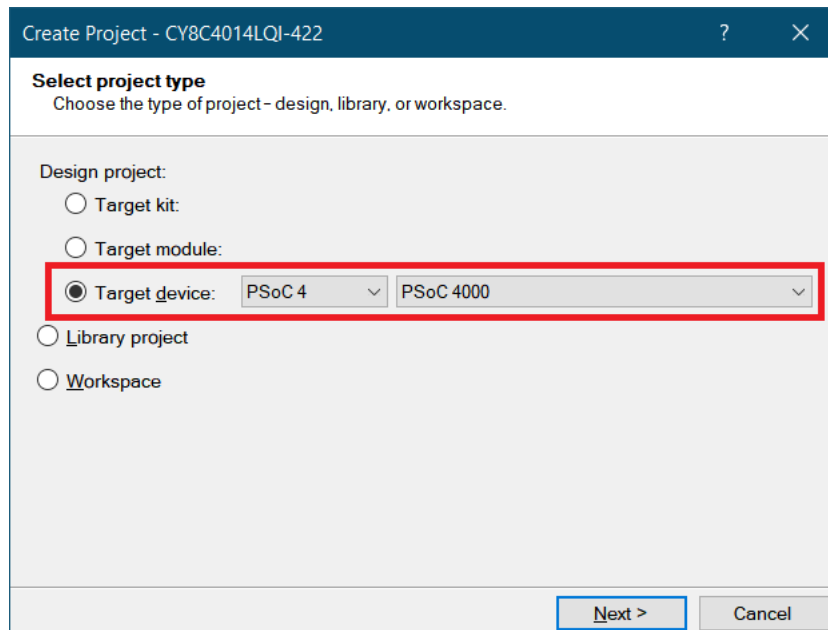 Create Project - CY8C4014LQI-422 ?
Select project type
Choose the type of project - design, library, or workspace.
Design project:
Target kit:
Target module:
Target device: PSoC 4 PSoC 4000
Library project
Workspace
Next > Cancel